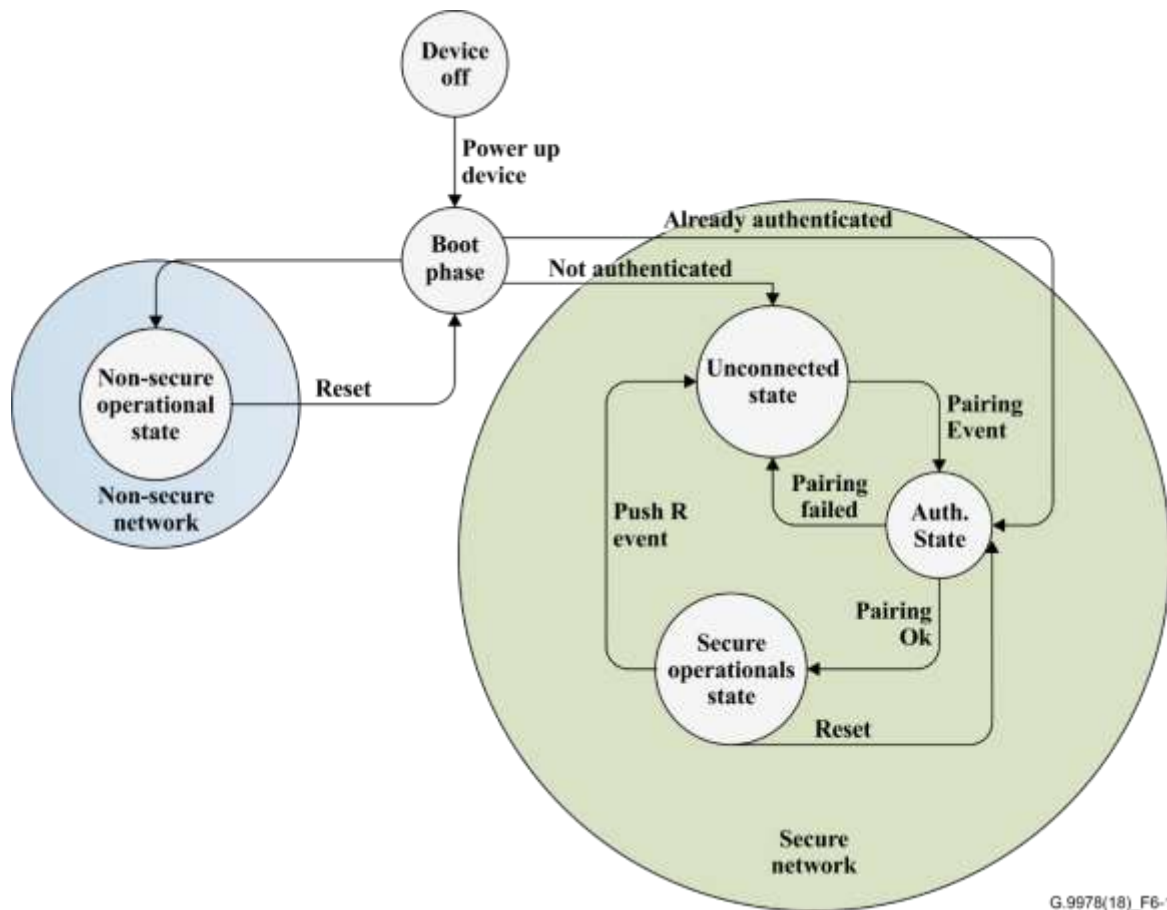 Device
off
Power up
device
Boot
phase
Already authenticated
Not authenticated
Non-secure
operational
state
Reset
Non-secure
network
Unconnected
state
Pairing
Event
Pairing
failed
Push R
event
Auth.
State
Pairing
Ok
Secure
operationals
state
Reset
Secure
network
G.9978(18)_F6-